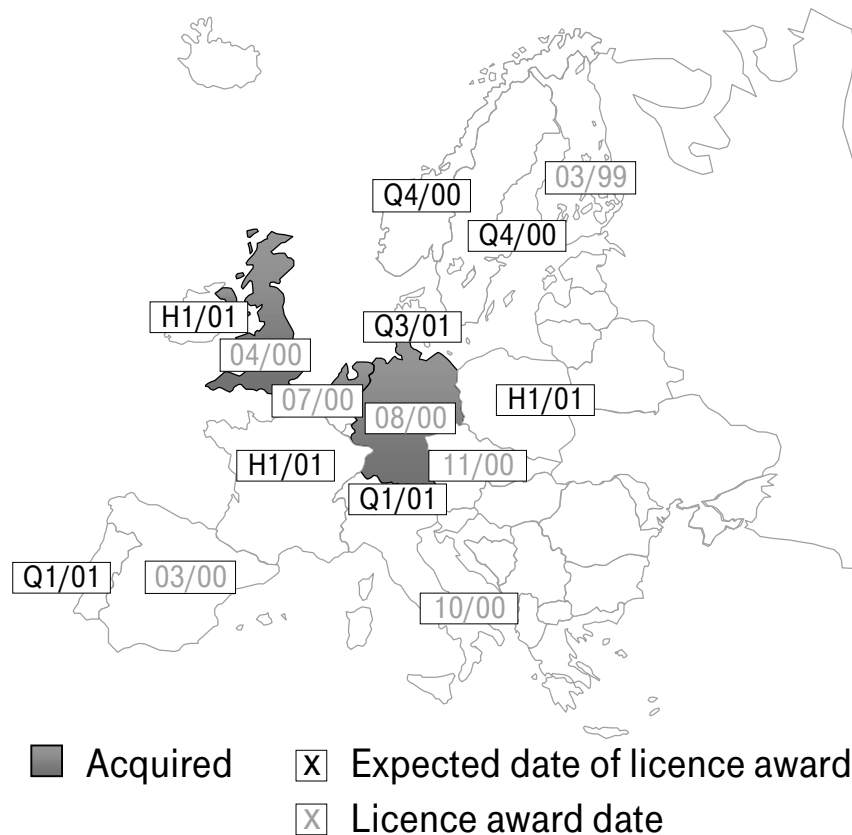 03/99
Q4/00
Q4/00
H1/01
Q3/01
04/00
07/00
H1/01
08/00
H1/01
11/00
Q1/01
Q1/01
03/00
10/00
Acquired
X Expected date of licence award
X Licence award date